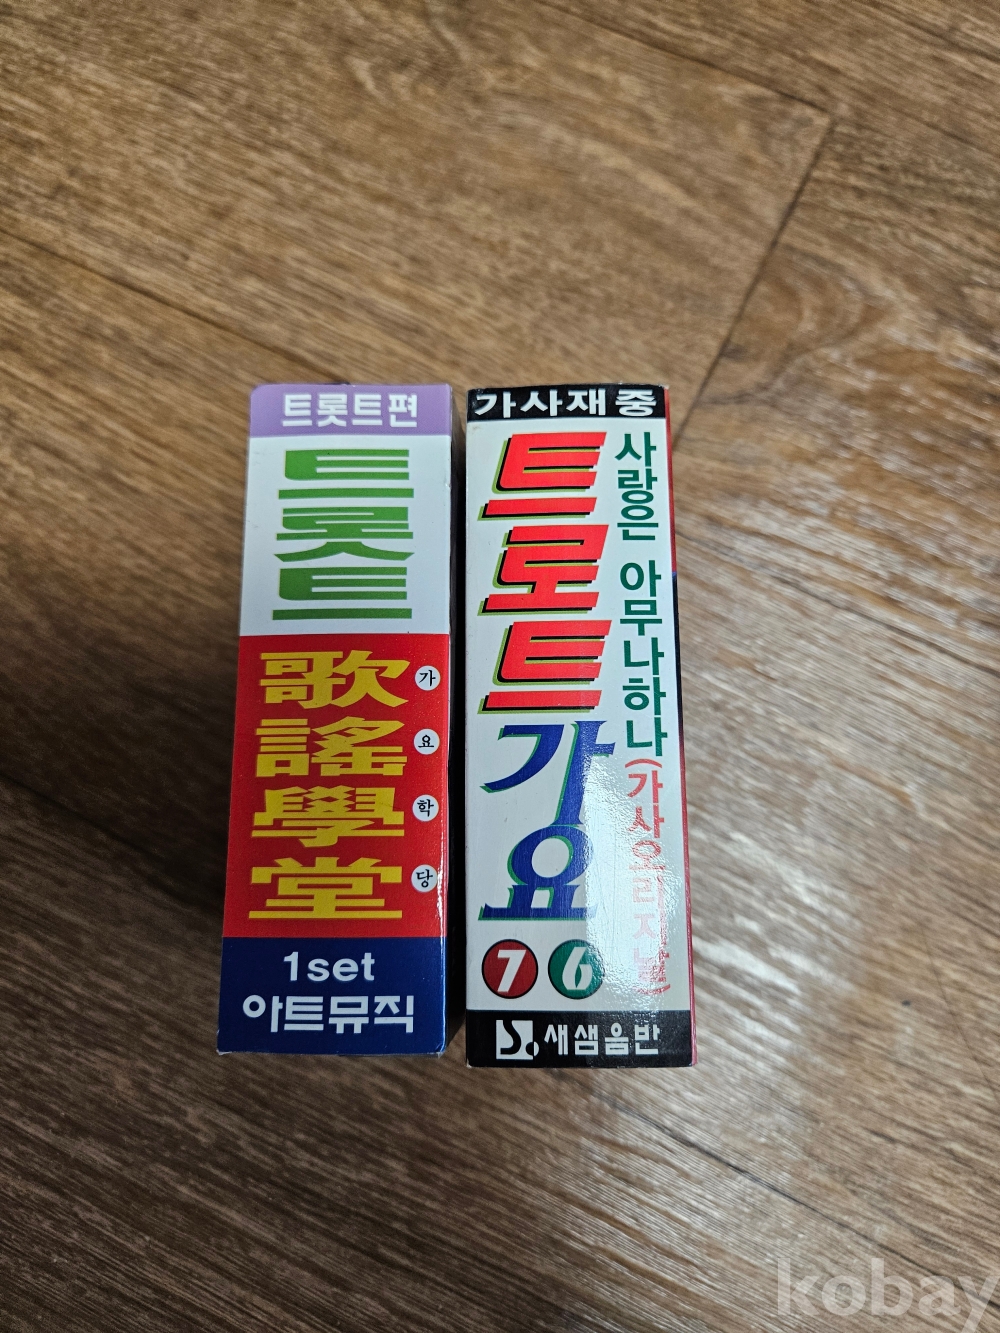 트롯트편
트롯트
歌謠學堂
가요학당
1set
아트뮤직
가사재중
트로트가요
사랑은 아무나하나(가사오리지널)
7 6
새샘음반
kobay